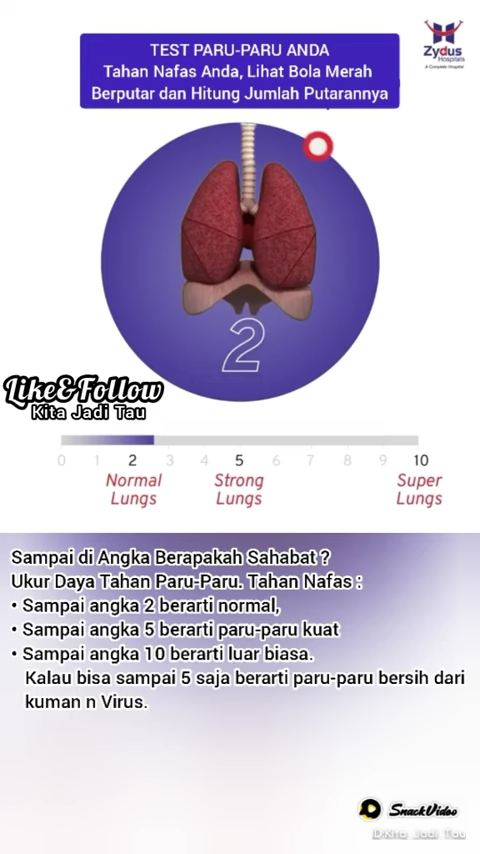 TEST PARU-PARU ANDA
Tahan Nafas Anda, Lihat Bola Merah
Berputar dan Hitung Jumlah Putarannya
Zydus
Hospitals
A Complete Hospital
2
Like&Follow
Kita Jadi Tau
0 1 2 3 4 5 6 7 8 9 10
Normal Lungs
Strong Lungs
Super Lungs
Sampai di Angka Berapakah Sahabat ?
Ukur Daya Tahan Paru-Paru. Tahan Nafas :
• Sampai angka 2 berarti normal,
• Sampai angka 5 berarti paru-paru kuat
• Sampai angka 10 berarti luar biasa.
Kalau bisa sampai 5 saja berarti paru-paru bersih dari
kuman n Virus.
SnackVideo
ID:Kita Jadi Tau